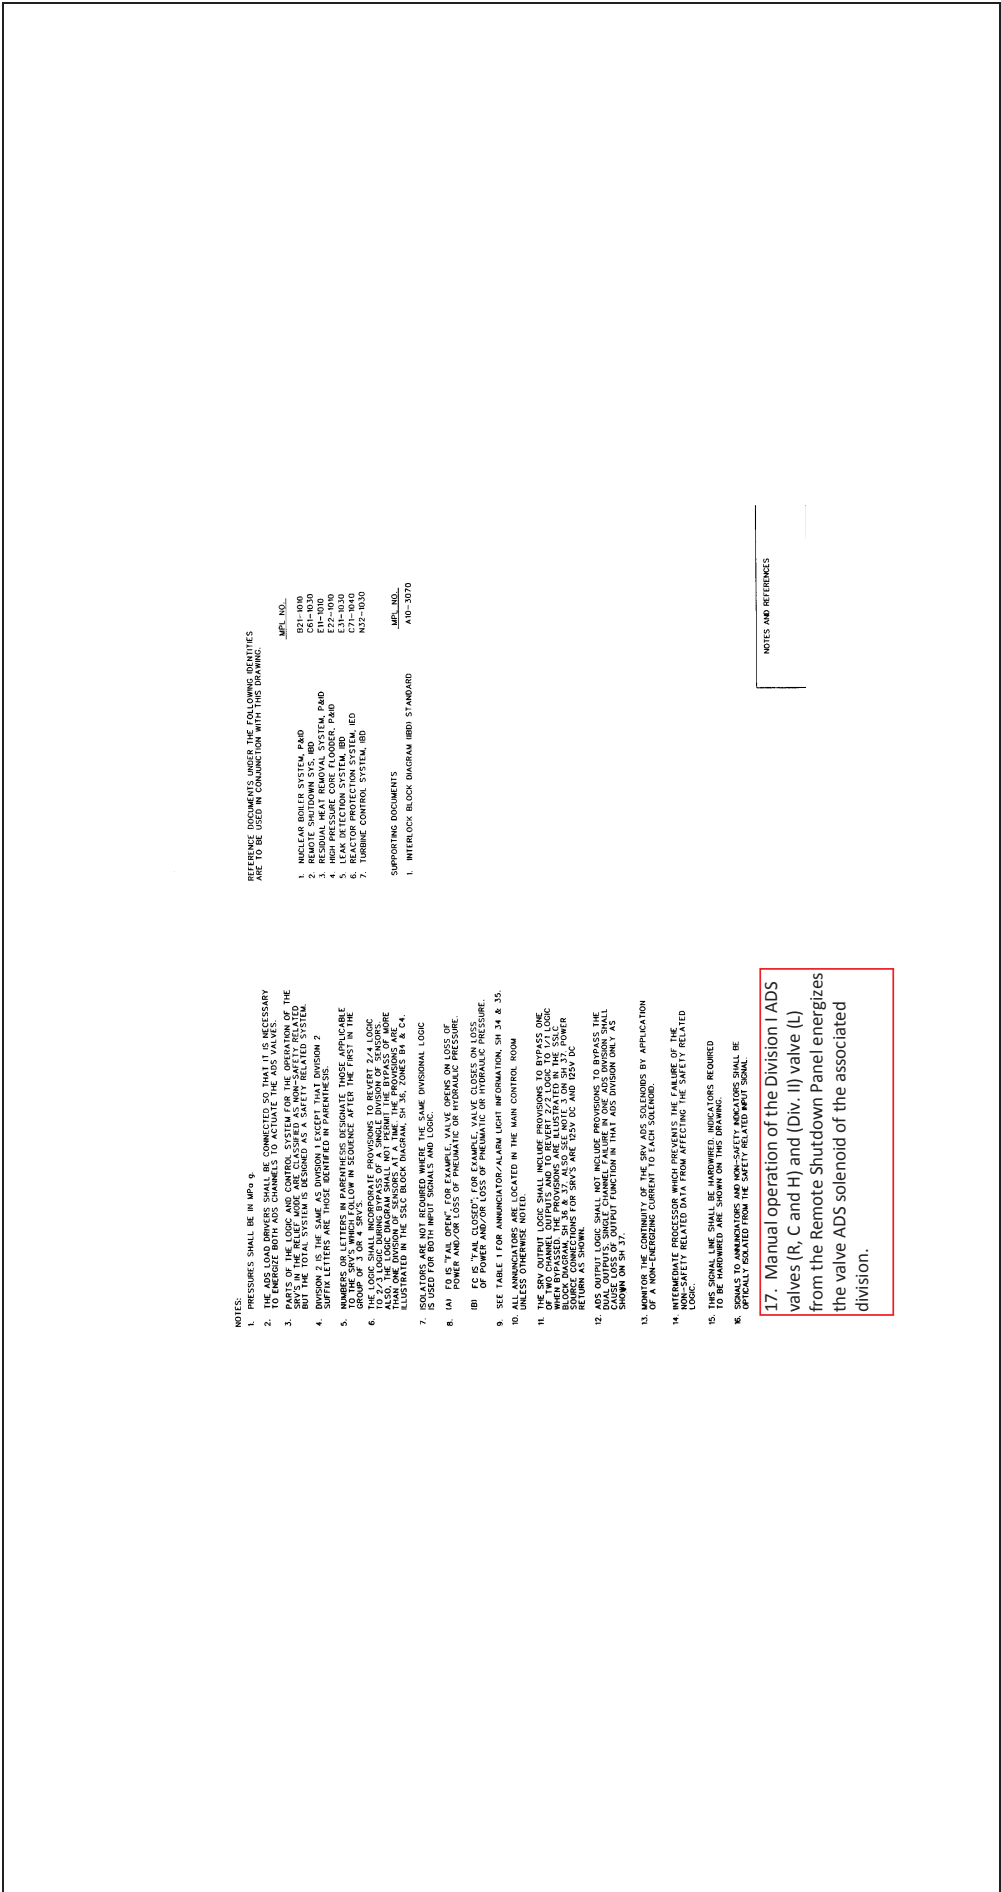 NOTES:
1. PRESSURES SHALL BE IN MPa g.
2. THE ADS LOAD DRIVERS SHALL BE CONNECTED SO THAT IT IS NECESSARY
TO ENERGIZE BOTH ADS CHANNELS TO ACTUATE THE ADS VALVES.
3. PARTS OF THE LOGIC AND CONTROL SYSTEM FOR THE OPERATION OF THE
SRV'S IN THE RELIEF MODE ARE CLASSIFIED AS NON-SAFETY RELATED
BUT THE TOTAL SYSTEM IS DESIGNED AS A SAFETY RELATED SYSTEM.
4. DIVISION 2 IS THE SAME AS DIVISION 1 EXCEPT THAT DIVISION 2
SUFFIX LETTERS ARE THOSE IDENTIFIED IN PARENTHESIS.
5. NUMBERS OR LETTERS IN PARENTHESIS DESIGNATE THOSE APPLICABLE
TO THE SRV'S WHICH FOLLOW IN SEQUENCE AFTER THE FIRST IN THE
GROUP OF 3 OR 4 SRV'S.
6. THE LOGIC SHALL INCORPORATE PROVISIONS TO REVERT 2/4 LOGIC
TO 2/3 LOGIC DURING BYPASS OF A SINGLE DIVISION OF SENSORS.
ALSO, THE LOGIC DIAGRAM SHALL NOT PERMIT THE BYPASS OF MORE
THAN ONE DIVISION OF SENSORS AT A TIME. THE PROVISIONS ARE
ILLUSTRATED IN THE SSLC BLOCK DIAGRAM, SH 36, ZONES B4 & C4.
7. ISOLATORS ARE NOT REQUIRED WHERE THE SAME DIVISIONAL LOGIC
IS USED FOR BOTH INPUT SIGNALS AND LOGIC.
8. (A) FO IS "FAIL OPEN", FOR EXAMPLE, VALVE OPENS ON LOSS OF
POWER AND/OR LOSS OF PNEUMATIC OR HYDRAULIC PRESSURE.
(B) FC IS "FAIL CLOSED", FOR EXAMPLE, VALVE CLOSES ON LOSS
OF POWER AND/OR LOSS OF PNEUMATIC OR HYDRAULIC PRESSURE.
9. SEE TABLE 1 FOR ANNUNCIATOR/ALARM LIGHT INFORMATION, SH 34 & 35.
10. ALL ANNUNCIATORS ARE LOCATED IN THE MAIN CONTROL ROOM
UNLESS OTHERWISE NOTED.
11. THE SRV OUTPUT LOGIC SHALL INCLUDE PROVISIONS TO BYPASS ONE
OF TWO CHANNEL OUTPUTS AND TO REVERT 2/2 LOGIC TO 1/1 LOGIC
WHEN BYPASSED. THE PROVISIONS ARE ILLUSTRATED IN THE SSLC
BLOCK DIAGRAM, SH 36 & 37. ALSO SEE NOTE 3 ON SH 37. POWER
SOURCE CONNECTIONS FOR SRV'S ARE 125V DC AND 125V DC
RETURN AS SHOWN.
12. ADS OUTPUT LOGIC SHALL NOT INCLUDE PROVISIONS TO BYPASS THE
DUAL OUTPUTS. SINGLE CHANNEL FAILURE IN ONE ADS DIVISION SHALL
CAUSE LOSS OF OUTPUT FUNCTION IN THAT ADS DIVISION ONLY AS
SHOWN ON SH 37.
13. MONITOR THE CONTINUITY OF THE SRV ADS SOLENOIDS BY APPLICATION
OF A NON-ENERGIZING CURRENT TO EACH SOLENOID.
14. INTERMEDIATE PROCESSOR WHICH PREVENTS THE FAILURE OF THE
NON-SAFETY RELATED DATA FROM AFFECTING THE SAFETY RELATED
LOGIC.
15. THIS SIGNAL LINE SHALL BE HARDWIRED. INDICATORS REQUIRED
TO BE HARDWIRED ARE SHOWN ON THIS DRAWING.
16. SIGNALS TO ANNUNCIATORS AND NON-SAFETY INDICATORS SHALL BE
OPTICALLY ISOLATED FROM THE SAFETY RELATED INPUT SIGNAL.
17. Manual operation of the Division I ADS
valves (R, C and H) and (Div. II) valve (L)
from the Remote Shutdown Panel energizes
the valve ADS solenoid of the associated
division.
REFERENCE DOCUMENTS UNDER THE FOLLOWING IDENTITIES
ARE TO BE USED IN CONJUNCTION WITH THIS DRAWING.
MPL NO.
1. NUCLEAR BOILER SYSTEM, P&ID B21-1010
2. REMOTE SHUTDOWN SYS, IBD C61-1030
3. RESIDUAL HEAT REMOVAL SYSTEM, P&ID E11-1010
4. HIGH PRESSURE CORE FLOODER, P&ID E22-1010
5. LEAK DETECTION SYSTEM, IBD E31-1030
6. REACTOR PROTECTION SYSTEM, IED C71-1040
7. TURBINE CONTROL SYSTEM, IBD N32-1030
SUPPORTING DOCUMENTS MPL NO.
1. INTERLOCK BLOCK DIAGRAM (IBD) STANDARD A10-3070
NOTES AND REFERENCES